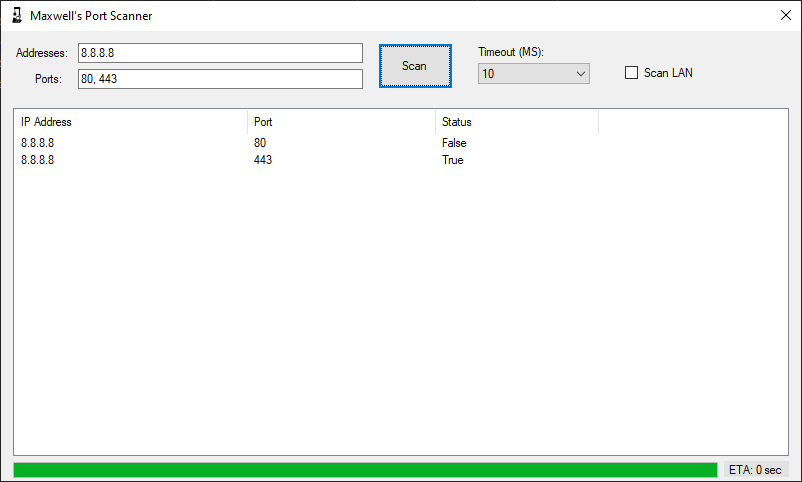 Maxwell's Port Scanner
Addresses: 8.8.8.8
Ports: 80, 443
Scan
Timeout (MS):
10
Scan LAN
IP Address Port Status
8.8.8.8 80 False
8.8.8.8 443 True
ETA: 0 sec